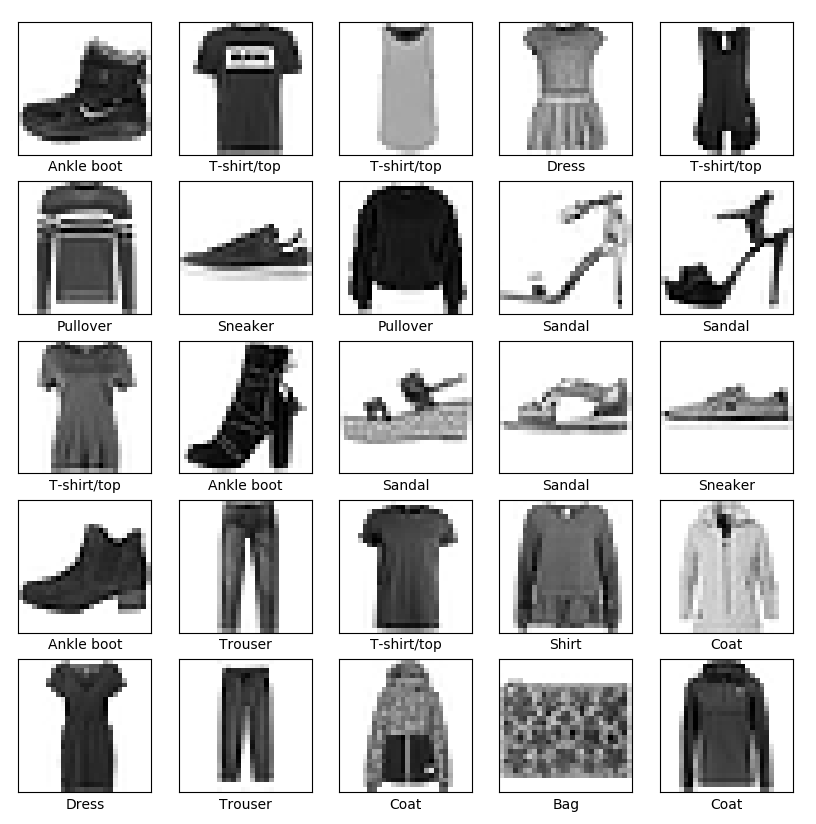 Ankle boot T-shirt/top T-shirt/top Dress T-shirt/top
Pullover Sneaker Pullover Sandal Sandal
T-shirt/top Ankle boot Sandal Sandal Sneaker
Ankle boot Trouser T-shirt/top Shirt Coat
Dress Trouser Coat Bag Coat